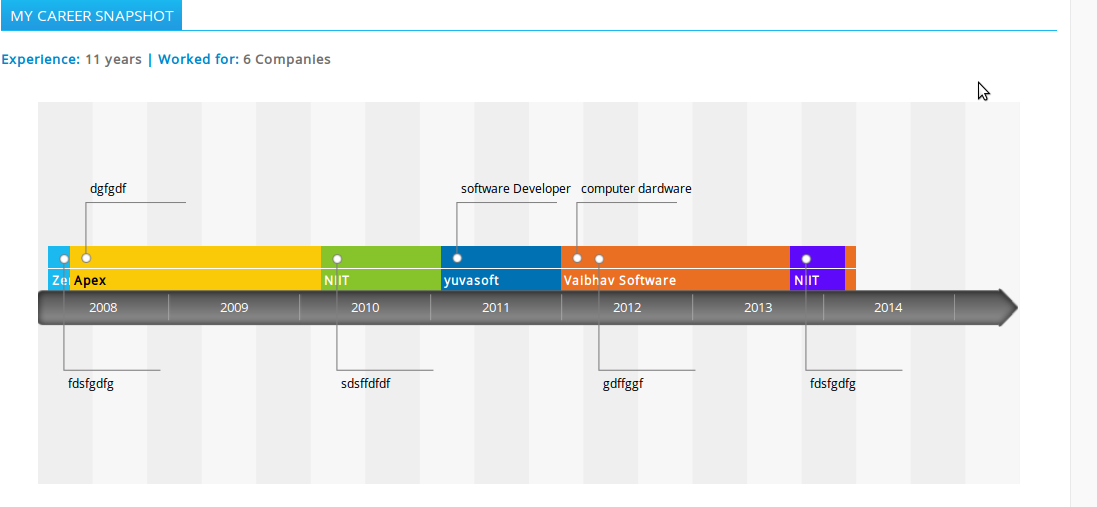 MY CAREER SNAPSHOT
Experience: 11 years | Worked for: 6 Companies
dgfgdf
software Developer
computer dardware
Ze
Apex
NIIT
yuvasoft
Vaibhav Software
NIIT
2008
2009
2010
2011
2012
2013
2014
fdsfgdfg
sdsffdfdf
gdffggf
fdsfgdfg